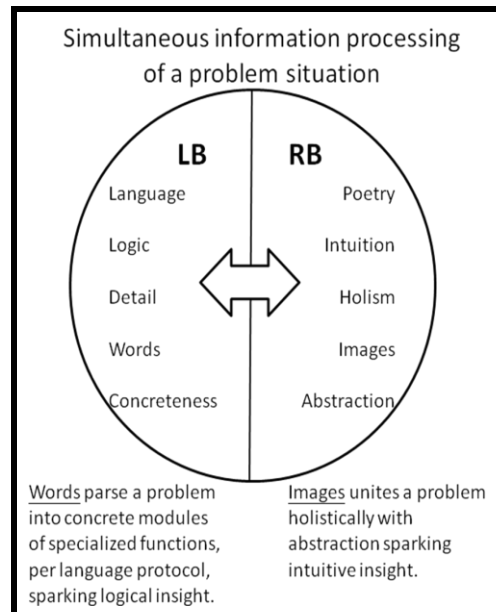 Simultaneous information processing
of a problem situation
LB
RB
Language
Poetry
Logic
Intuition
Detail
Holism
Words
Images
Concreteness
Abstraction
Words parse a problem
into concrete modules
of specialized functions,
per language protocol,
sparking logical insight.
Images unites a problem
holistically with
abstraction sparking
intuitive insight.